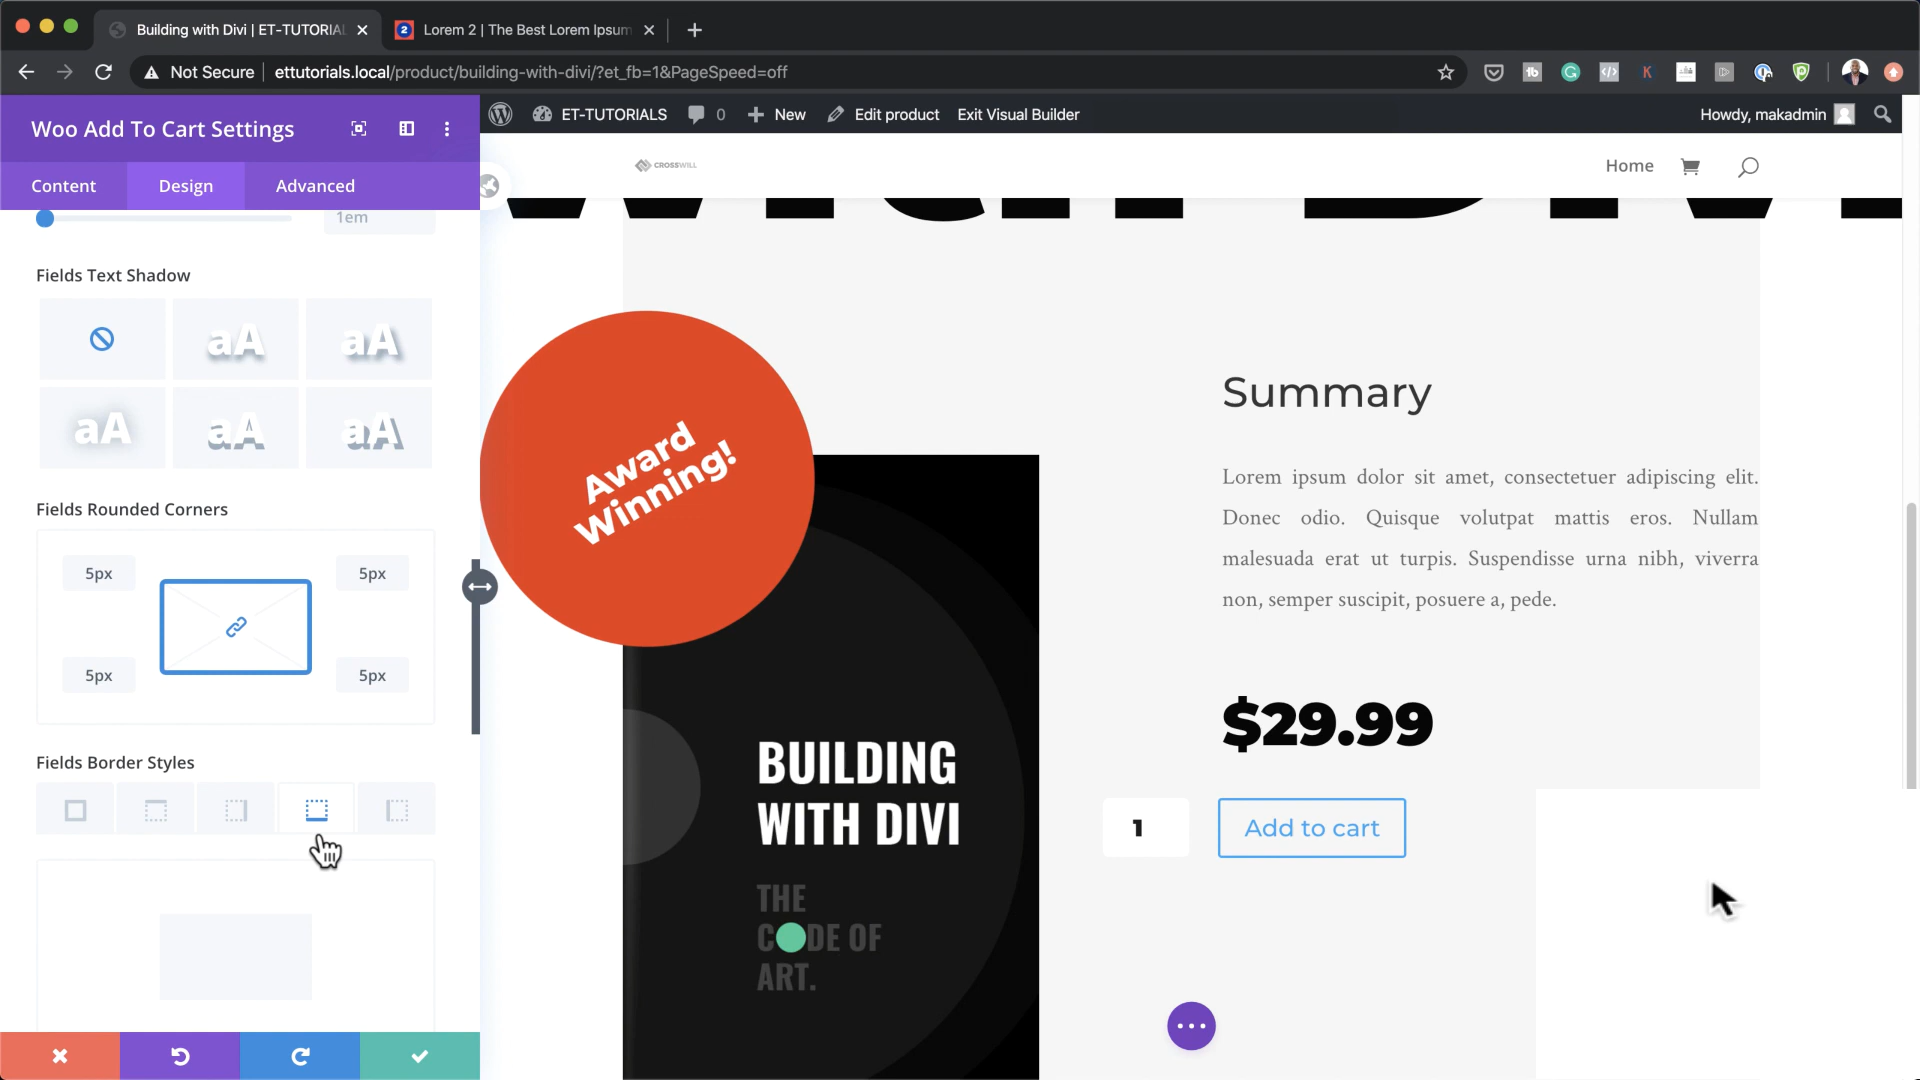 Building with Divi | ET-TUTORIAL
Lorem 2 | The Best Lorem Ipsum
Not Secure
ettutorials.local/product/building-with-divi/?et_fb=1&PageSpeed=off
Woo Add To Cart Settings
ET-TUTORIALS
0
New
Edit product
Exit Visual Builder
Howdy, makadmin
Content
Design
Advanced
CROSSWILL
Home
1em
Fields Text Shadow
aA
aA
aA
aA
aA
Fields Rounded Corners
5px
5px
5px
5px
Fields Border Styles
Award
Winning!
BUILDING
WITH DIVI
THE
CODE OF
ART.
Summary
Lorem ipsum dolor sit amet, consectetuer adipiscing elit.
Donec odio. Quisque volutpat mattis eros. Nullam
malesuada erat ut turpis. Suspendisse urna nibh, viverra
non, semper suscipit, posuere a, pede.
$29.99
1
Add to cart